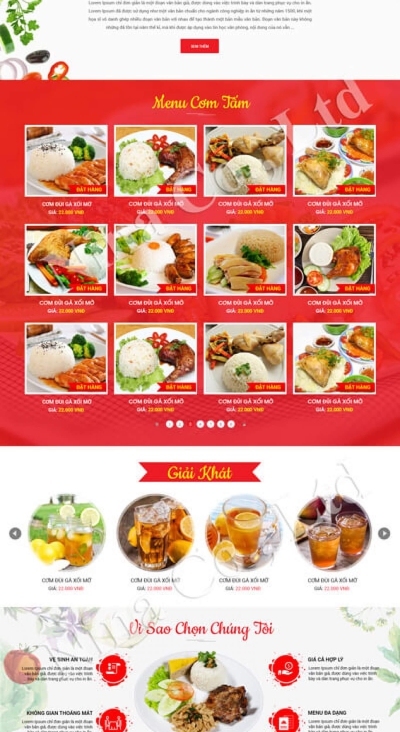 Lorem Ipsum chỉ đơn giản là một đoạn văn bản giả, được dùng vào việc trình bày và dàn trang phục vụ cho in ấn.
Lorem Ipsum đã được sử dụng như một văn bản chuẩn cho ngành công nghiệp in ấn từ những năm 1500, khi một
họa sĩ vô danh ghép nhiều đoạn văn bản với nhau để tạo thành một bản mẫu văn bản. Đoạn văn bản này không
những đã tồn tại năm thế kỉ, mà khi được áp dụng vào tin học văn phòng, nội dung của nó vẫn ...
XEM THÊM
Menu Cơm Tấm
ĐẶT HÀNG ĐẶT HÀNG ĐẶT HÀNG ĐẶT HÀNG
CƠM ĐÙI GÀ XỐI MỠ CƠM ĐÙI GÀ XỐI MỠ CƠM ĐÙI GÀ XỐI MỠ CƠM ĐÙI GÀ XỐI MỠ
GIÁ: 22.000 VNĐ GIÁ: 22.000 VNĐ GIÁ: 22.000 VNĐ GIÁ: 22.000 VNĐ
ĐẶT HÀNG ĐẶT HÀNG ĐẶT HÀNG ĐẶT HÀNG
CƠM ĐÙI GÀ XỐI MỠ CƠM ĐÙI GÀ XỐI MỠ CƠM ĐÙI GÀ XỐI MỠ CƠM ĐÙI GÀ XỐI MỠ
GIÁ: 22.000 VNĐ GIÁ: 22.000 VNĐ GIÁ: 22.000 VNĐ GIÁ: 22.000 VNĐ
ĐẶT HÀNG ĐẶT HÀNG ĐẶT HÀNG ĐẶT HÀNG
CƠM ĐÙI GÀ XỐI MỠ CƠM ĐÙI GÀ XỐI MỠ CƠM ĐÙI GÀ XỐI MỠ CƠM ĐÙI GÀ XỐI MỠ
GIÁ: 22.000 VNĐ GIÁ: 22.000 VNĐ GIÁ: 22.000 VNĐ GIÁ: 22.000 VNĐ
Giải Khát
CƠM ĐÙI GÀ XỐI MỠ CƠM ĐÙI GÀ XỐI MỠ CƠM ĐÙI GÀ XỐI MỠ CƠM ĐÙI GÀ XỐI MỠ
GIÁ: 22.000 VNĐ GIÁ: 22.000 VNĐ GIÁ: 22.000 VNĐ GIÁ: 22.000 VNĐ
Vì Sao Chọn Chúng Tôi
VỆ SINH AN TOÀN
Lorem Ipsum chỉ đơn giản là một đoạn
văn bản giả, được dùng vào việc trình
bày và dàn trang phục vụ cho in ấn
GIÁ CẢ HỢP LÝ
Lorem Ipsum chỉ đơn giản là một đoạn
văn bản giả, được dùng vào việc trình
bày và dàn trang phục vụ cho in ấn
KHÔNG GIAN THOÁNG MÁT
Lorem Ipsum chỉ đơn giản là một đoạn
văn bản giả, được dùng vào việc trình
bày và dàn trang phục vụ cho in ấn
MENU ĐA DẠNG
Lorem Ipsum chỉ đơn giản là một đoạn
văn bản giả, được dùng vào việc trình
bày và dàn trang phục vụ cho in ấn